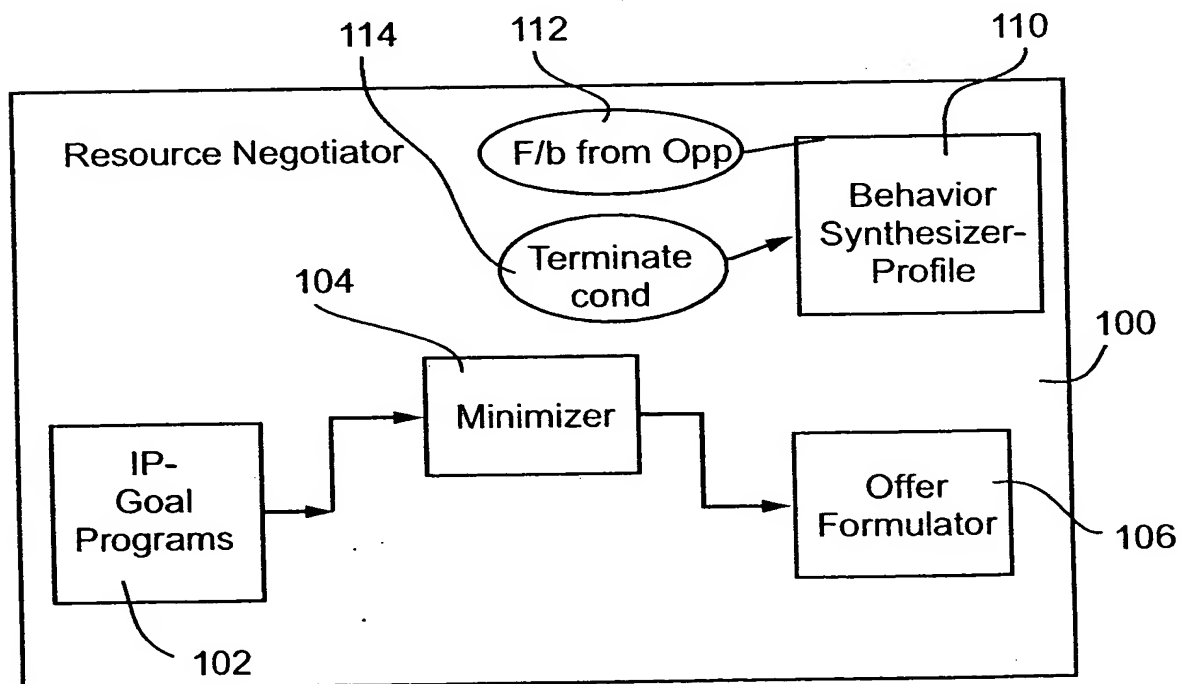 112
110
114
Resource Negotiator
F/b from Opp
Behavior
Synthesizer-
Profile
Terminate
cond
104
100
Minimizer
IP-
Goal
Programs
Offer
Formulator
106
102